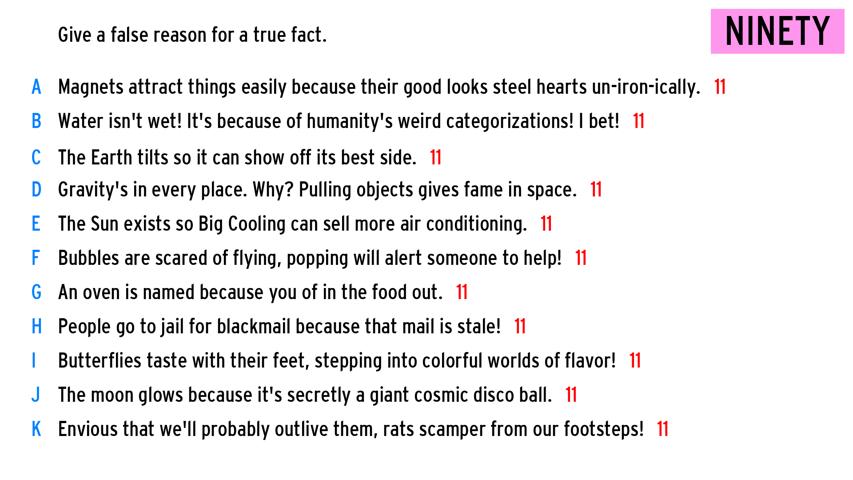 Give a false reason for a true fact.
NINETY
A Magnets attract things easily because their good looks steel hearts un-iron-ically. 11
B Water isn't wet! It's because of humanity's weird categorizations! I bet! 11
C The Earth tilts so it can show off its best side. 11
D Gravity's in every place. Why? Pulling objects gives fame in space. 11
E The Sun exists so Big Cooling can sell more air conditioning. 11
F Bubbles are scared of flying, popping will alert someone to help! 11
G An oven is named because you of in the food out. 11
H People go to jail for blackmail because that mail is stale! 11
I Butterflies taste with their feet, stepping into colorful worlds of flavor! 11
J The moon glows because it's secretly a giant cosmic disco ball. 11
K Envious that we'll probably outlive them, rats scamper from our footsteps! 11